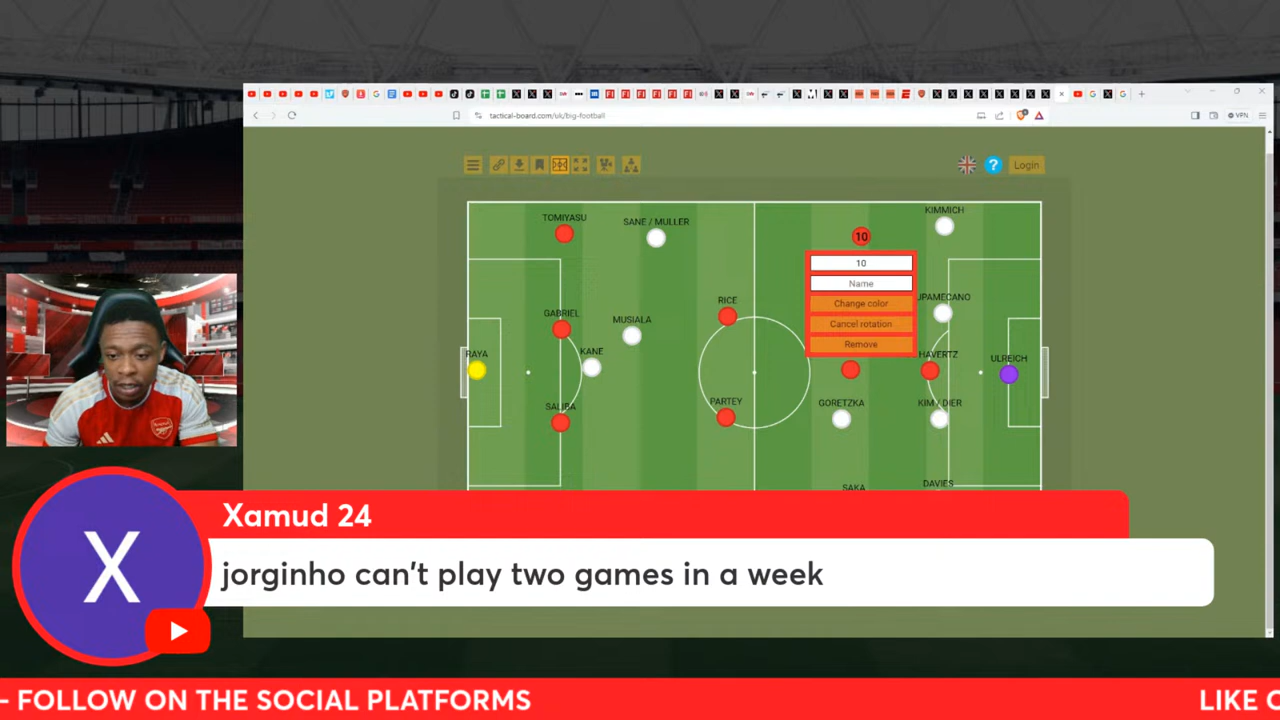 tactical-board.com/uk/big-football
VPN
?
Login
TOMIYASU
SANE / MULLER
KIMMICH
10
10
Name
Change color
Cancel rotation
Remove
GABRIEL
MUSIALA
RICE
UPAMECANO
RAYA
KANE
HAVERTZ
ULREICH
SALIBA
PARTEY
GORETZKA
KIM / DIER
SAKA
DAVIES
X
Xamud 24
jorginho can't play two games in a week
- FOLLOW ON THE SOCIAL PLATFORMS
LIKE